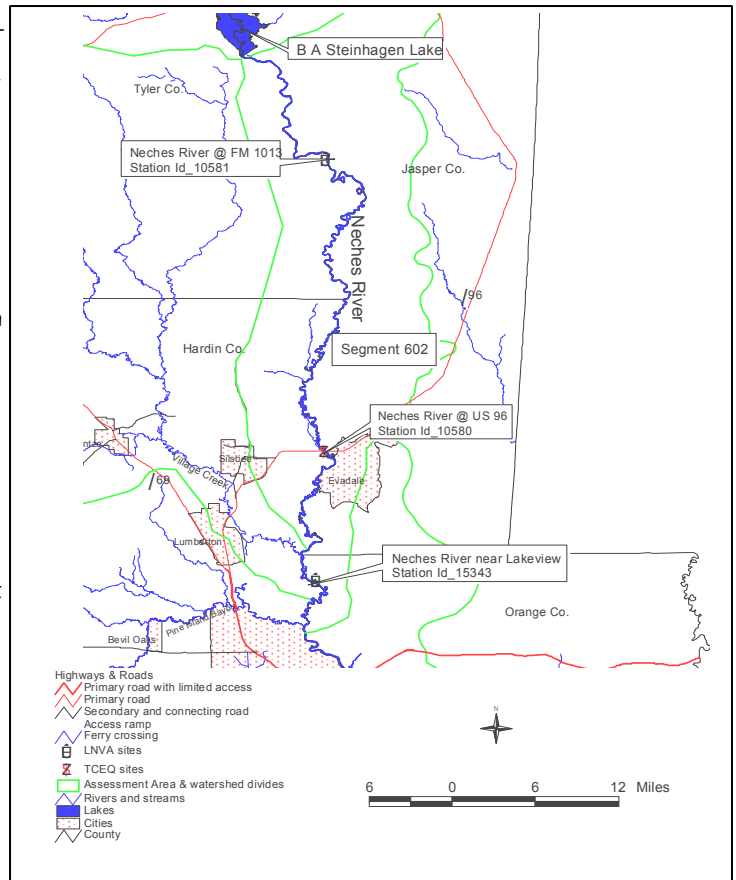 B A Steinhagen Lake
Tyler Co.
Neches River @ FM 1013
Station Id_10581
Jasper Co.
Neches River
96
Hardin Co.
Segment 602
Neches River @ US 96
Station Id_10580
Silsbee
Village Creek
Evadale
69
Lumberton
Neches River near Lakeview
Station Id_15343
Orange Co.
Pine Island Bayou
Bevil Oaks
Highways & Roads
Primary road with limited access
Primary road
Secondary and connecting road
Access ramp
Ferry crossing
LNVA sites
TCEQ sites
Assessment Area & watershed divides
Rivers and streams
Lakes
Cities
County
N
6 0 6 12 Miles